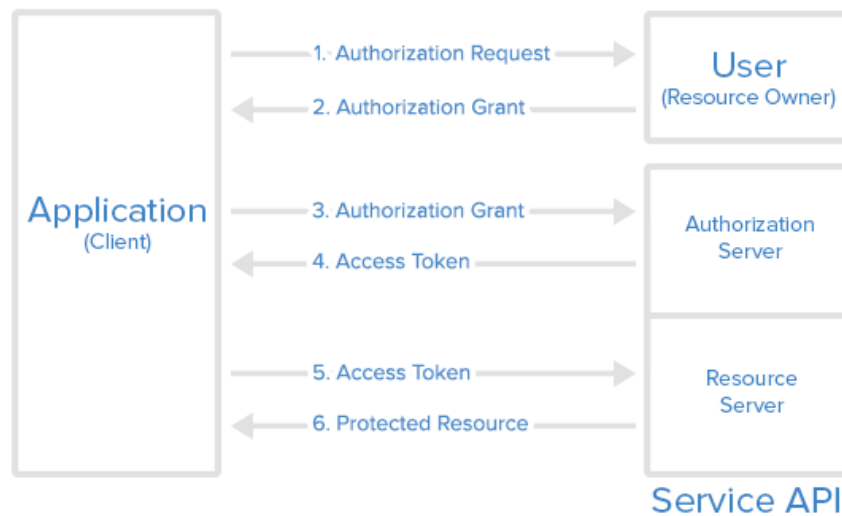 1. Authorization Request
User
(Resource Owner)
2. Authorization Grant
Application
(Client)
3. Authorization Grant
Authorization
Server
4. Access Token
5. Access Token
Resource
Server
6. Protected Resource
Service API